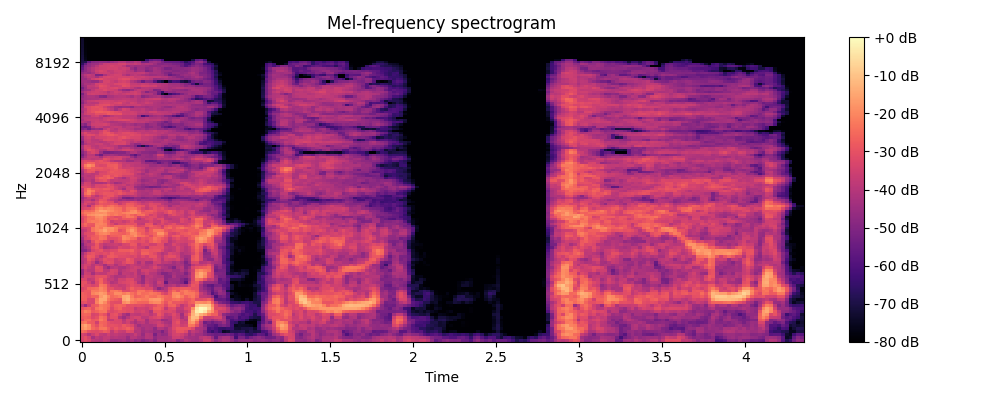 Mel-frequency spectrogram
Hz
8192
4096
2048
1024
512
0
0 0.5 1 1.5 2 2.5 3 3.5 4
Time
+0 dB
-10 dB
-20 dB
-30 dB
-40 dB
-50 dB
-60 dB
-70 dB
-80 dB